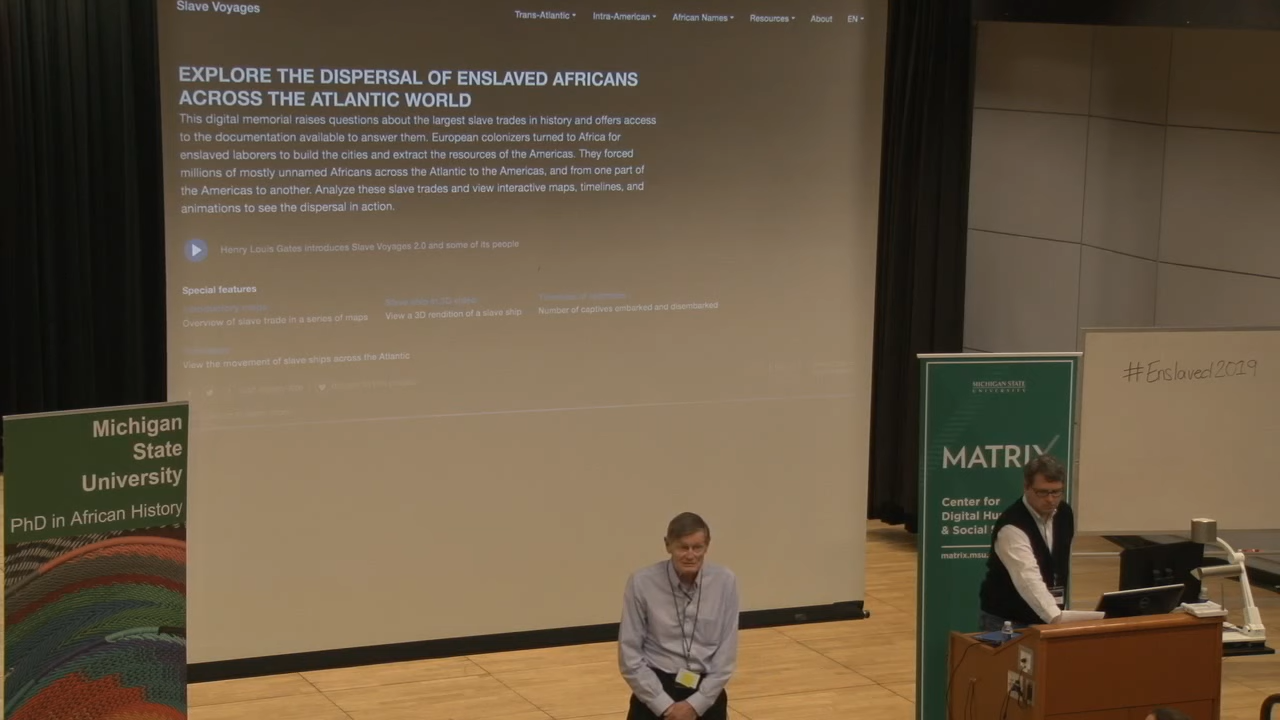 Slave Voyages
Trans-Atlantic Intra-American African Names Resources About EN
EXPLORE THE DISPERSAL OF ENSLAVED AFRICANS
ACROSS THE ATLANTIC WORLD
This digital memorial raises questions about the largest slave trades in history and offers access
to the documentation available to answer them. European colonizers turned to Africa for
enslaved laborers to build the cities and extract the resources of the Americas. They forced
millions of mostly unnamed Africans across the Atlantic to the Americas, and from one part of
the Americas to another. Analyze these slave trades and view interactive maps, timelines, and
animations to see the dispersal in action.
Henry Louis Gates introduces Slave Voyages 2.0 and some of its people
Special features
Overview of slave trade in a series of maps
View a 3D rendition of a slave ship
Number of captives embarked and disembarked
View the movement of slave ships across the Atlantic
Michigan
State
University
PhD in African History
MICHIGAN STATE
UNIVERSITY
MATRIX
Center for
Digital Hu
& Social
matrix.msu.
#Enslaved2019